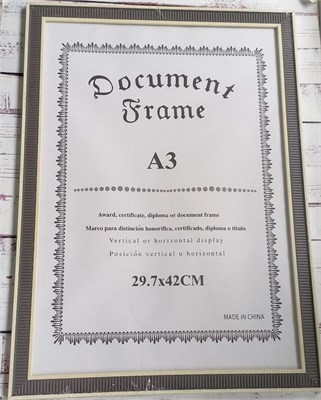 Document
Frame
A3
Award, certificate, diploma or document frame
Marco para distinción honorifica, certificado, diploma o titulo
Vertical or horizontal display
Posición vertical u horizontal
29.7x42CM
MADE IN CHINA